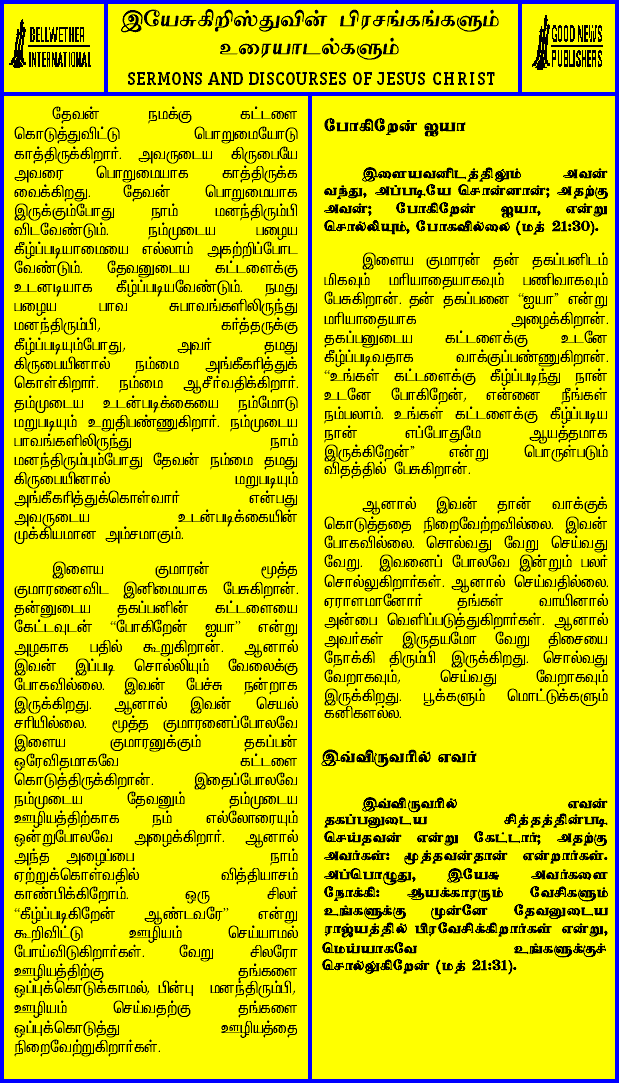 BELLWETHER
INTERNATIONAL
இயேசுகிறிஸ்துவின் பிரசங்கங்களும்
உரையாடல்களும்
SERMONS AND DISCOURSES OF JESUS CHRIST
GOOD NEWS
PUBLISHERS
தேவன் நமக்கு கட்டளை
கொடுத்துவிட்டு பொறுமையோடு
காத்திருக்கிறார். அவருடைய கிருபையே
அவரை பொறுமையாக காத்திருக்க
வைக்கிறது. தேவன் பொறுமையாக
இருக்கும்போது நாம் மனந்திரும்பி
விடவேண்டும். நம்முடைய பழைய
கீழ்ப்படியாமையை எல்லாம் அகற்றிப்போட
வேண்டும். தேவனுடைய கட்டளைக்கு
உடனடியாக கீழ்ப்படியவேண்டும். நமது
பழைய பாவ சுபாவங்களிலிருந்து
மனந்திரும்பி, கர்த்தருக்கு
கீழ்ப்படியும்போது, அவர் தமது
கிருபையினால் நம்மை அங்கீகரித்துக்
கொள்கிறார். நம்மை ஆசீர்வதிக்கிறார்.
தம்முடைய உடன்படிக்கையை நம்மோடு
மறுபடியும் உறுதிபண்ணுகிறார். நம்முடைய
பாவங்களிலிருந்து நாம்
மனந்திரும்பும்போது தேவன் நம்மை தமது
கிருபையினால் மறுபடியும்
அங்கீகரித்துக்கொள்வார் என்பது
அவருடைய உடன்படிக்கையின்
முக்கியமான அம்சமாகும்.
இளைய குமாரன் மூத்த
குமாரனைவிட இனிமையாக பேசுகிறான்.
தன்னுடைய தகப்பனின் கட்டளையை
கேட்டவுடன் “போகிறேன் ஐயா” என்று
அழகாக பதில் கூறுகிறான். ஆனால்
இவன் இப்படி சொல்லியும் வேலைக்கு
போகவில்லை. இவன் பேச்சு நன்றாக
இருக்கிறது. ஆனால் இவன் செயல்
சரியில்லை. மூத்த குமாரனைப்போலவே
இளைய குமாரனுக்கும் தகப்பன்
ஒரேவிதமாகவே கட்டளை
கொடுத்திருக்கிறான். இதைப்போலவே
நம்முடைய தேவனும் தம்முடைய
ஊழியத்திற்காக நம் எல்லோரையும்
ஒன்றுபோலவே அழைக்கிறார். ஆனால்
அந்த அழைப்பை நாம்
ஏற்றுக்கொள்வதில் வித்தியாசம்
காண்பிக்கிறோம். ஒரு சிலர்
“கீழ்ப்படிகிறேன் ஆண்டவரே” என்று
கூறிவிட்டு ஊழியம் செய்யாமல்
போய்விடுகிறார்கள். வேறு சிலரோ
ஊழியத்திற்கு தங்களை
ஒப்புக்கொடுக்காமல், பின்பு மனந்திரும்பி,
ஊழியம் செய்வதற்கு தங்களை
ஒப்புக்கொடுத்து ஊழியத்தை
நிறைவேற்றுகிறார்கள்.
போகிறேன் ஐயா
இளையவனிடத்திலும் அவன்
வந்து, அப்படியே சொன்னான்; அதற்கு
அவன்; போகிறேன் ஐயா, என்று
சொல்லியும், போகவில்லை (மத் 21:30).
இளைய குமாரன் தன் தகப்பனிடம்
மிகவும் மரியாதையாகவும் பணிவாகவும்
பேசுகிறான். தன் தகப்பனை “ஐயா” என்று
மரியாதையாக அழைக்கிறான்.
தகப்பனுடைய கட்டளைக்கு உடனே
கீழ்ப்படிவதாக வாக்குப்பண்ணுகிறான்.
“உங்கள் கட்டளைக்கு கீழ்ப்படிந்து நான்
உடனே போகிறேன், என்னை நீங்கள்
நம்பலாம். உங்கள் கட்டளைக்கு கீழ்ப்படிய
நான் எப்போதுமே ஆயத்தமாக
இருக்கிறேன்” என்று பொருள்படும்
விதத்தில் பேசுகிறான்.
ஆனால் இவன் தான் வாக்குக்
கொடுத்ததை நிறைவேற்றவில்லை. இவன்
போகவில்லை. சொல்வது வேறு செய்வது
வேறு. இவனைப் போலவே இன்றும் பலர்
சொல்லுகிறார்கள். ஆனால் செய்வதில்லை.
ஏராளமானோர் தங்கள் வாயினால்
அன்பை வெளிப்படுத்துகிறார்கள். ஆனால்
அவர்கள் இருதயமோ வேறு திசையை
நோக்கி திரும்பி இருக்கிறது. சொல்வது
வேறாகவும், செய்வது வேறாகவும்
இருக்கிறது. பூக்களும் மொட்டுக்களும்
கனிகளல்ல.
இவ்விருவரில் எவர்
இவ்விருவரில் எவன்
தகப்பனுடைய சித்தத்தின்படி
செய்தவன் என்று கேட்டார்; அதற்கு
அவர்கள்: மூத்தவன்தான் என்றார்கள்.
அப்பொழுது, இயேசு அவர்களை
நோக்கி: ஆயக்காரரும் வேசிகளும்
உங்களுக்கு முன்னே தேவனுடைய
ராஜ்யத்தில் பிரவேசிக்கிறார்கள் என்று,
மெய்யாகவே உங்களுக்குச்
சொல்லுகிறேன் (மத் 21:31).